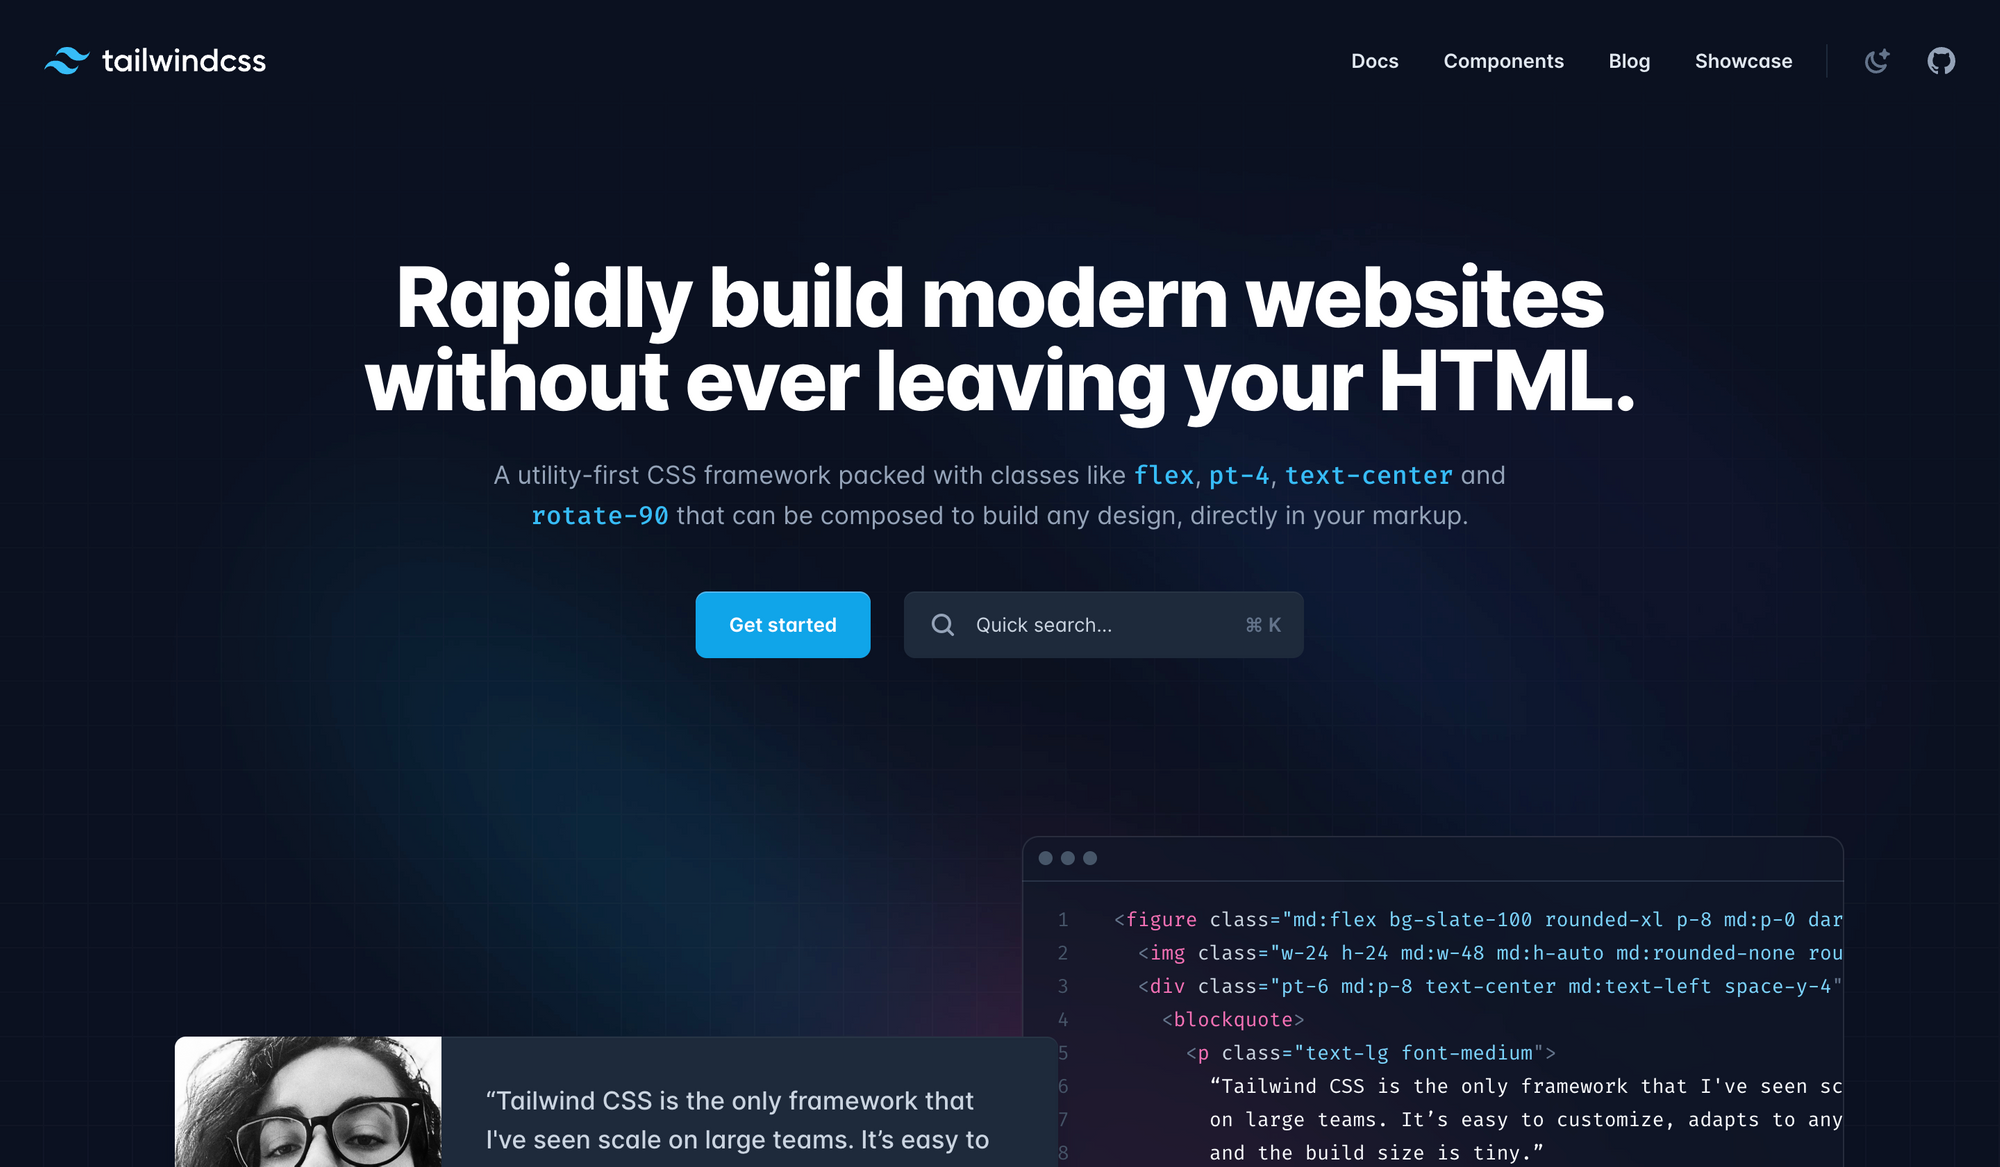 tailwindcss
Docs Components Blog Showcase
Rapidly build modern websites
without ever leaving your HTML.
A utility-first CSS framework packed with classes like flex, pt-4, text-center and
rotate-90 that can be composed to build any design, directly in your markup.
Get started
Quick search... ⌘ K
1 <figure class="md:flex bg-slate-100 rounded-xl p-8 md:p-0 dar
2 <img class="w-24 h-24 md:w-48 md:h-auto md:rounded-none rou
3 <div class="pt-6 md:p-8 text-center md:text-left space-y-4"
4 <blockquote>
5 <p class="text-lg font-medium">
6 “Tailwind CSS is the only framework that I've seen sc
7 on large teams. It’s easy to customize, adapts to any
8 and the build size is tiny.”
“Tailwind CSS is the only framework that
I've seen scale on large teams. It’s easy to